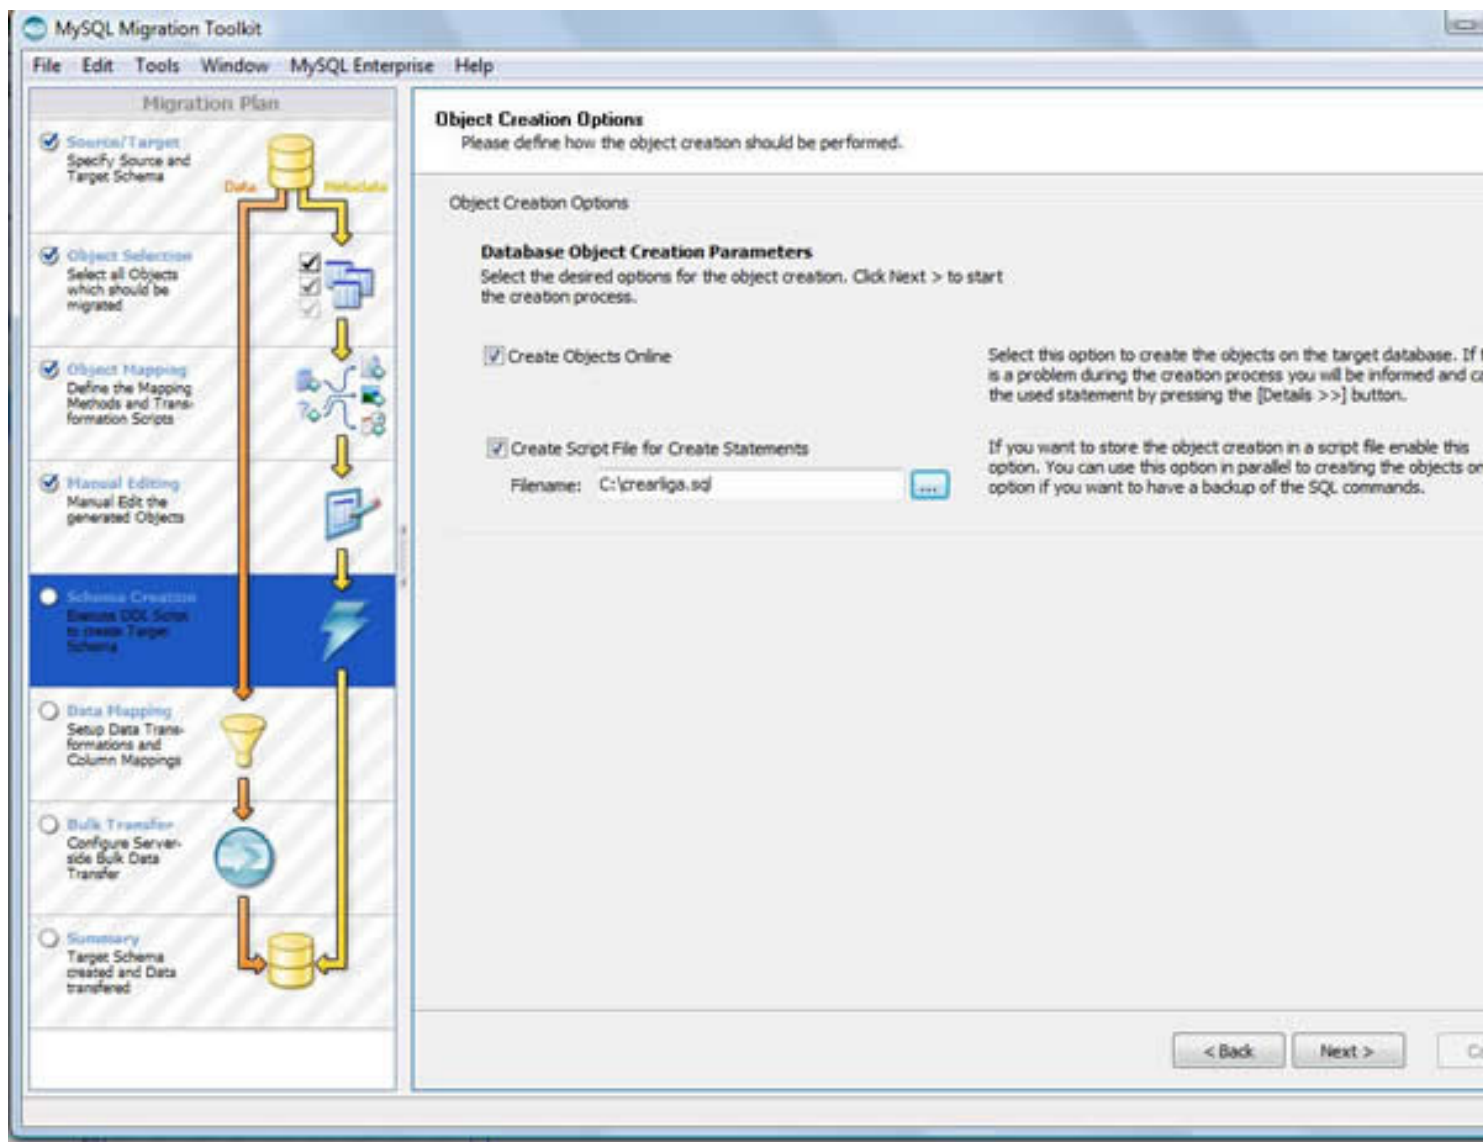 MySQL Migration Toolkit
File Edit Tools Window MySQL Enterprise Help
Migration Plan
Source/Target
Specify Source and
Target Schema
Data
Metadata
Object Selection
Select all Objects
which should be
migrated
Object Mapping
Define the Mapping
Methods and Trans-
formation Scripts
Manual Editing
Manual Edit the
generated Objects
Schema Creation
Execute DDL Script
to create Target
Schema
Data Mapping
Setup Data Trans-
formations and
Column Mappings
Bulk Transfer
Configure Server-
side Bulk Data
Transfer
Summary
Target Schema
created and Data
transfered
Object Creation Options
Please define how the object creation should be performed.
Object Creation Options
Database Object Creation Parameters
Select the desired options for the object creation. Click Next > to start
the creation process.
Create Objects Online
Select this option to create the objects on the target database. If
is a problem during the creation process you will be informed and
the used statement by pressing the [Details >>] button.
Create Script File for Create Statements
Filename: C:\crearliga.sql ...
If you want to store the object creation in a script file enable this
option. You can use this option in parallel to creating the objects
option if you want to have a backup of the SQL commands.
< Back Next >